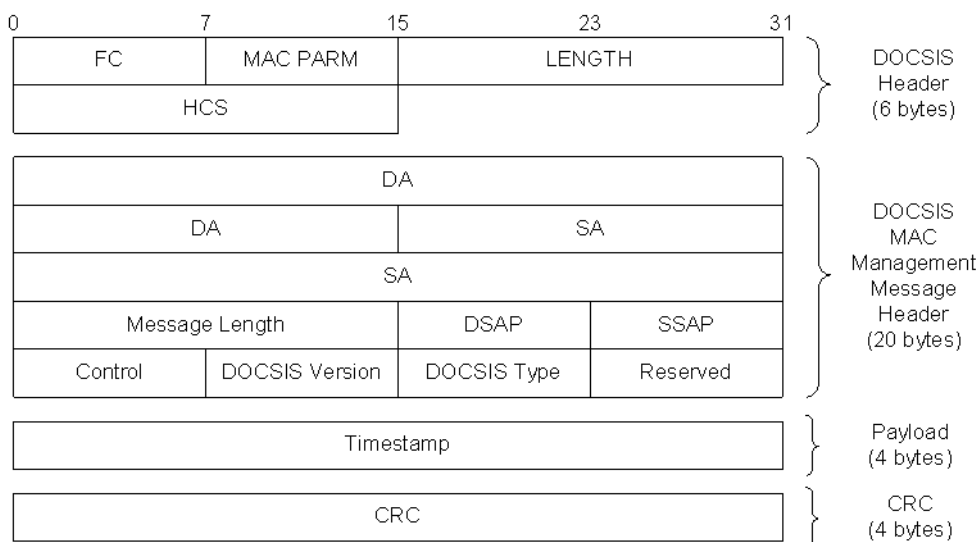 0 7 15 23 31
FC MAC PARM LENGTH
HCS
DOCSIS
Header
(6 bytes)
DA
DA SA
SA
Message Length DSAP SSAP
Control DOCSIS Version DOCSIS Type Reserved
DOCSIS
MAC
Management
Message
Header
(20 bytes)
Timestamp
Payload
(4 bytes)
CRC
CRC
(4 bytes)